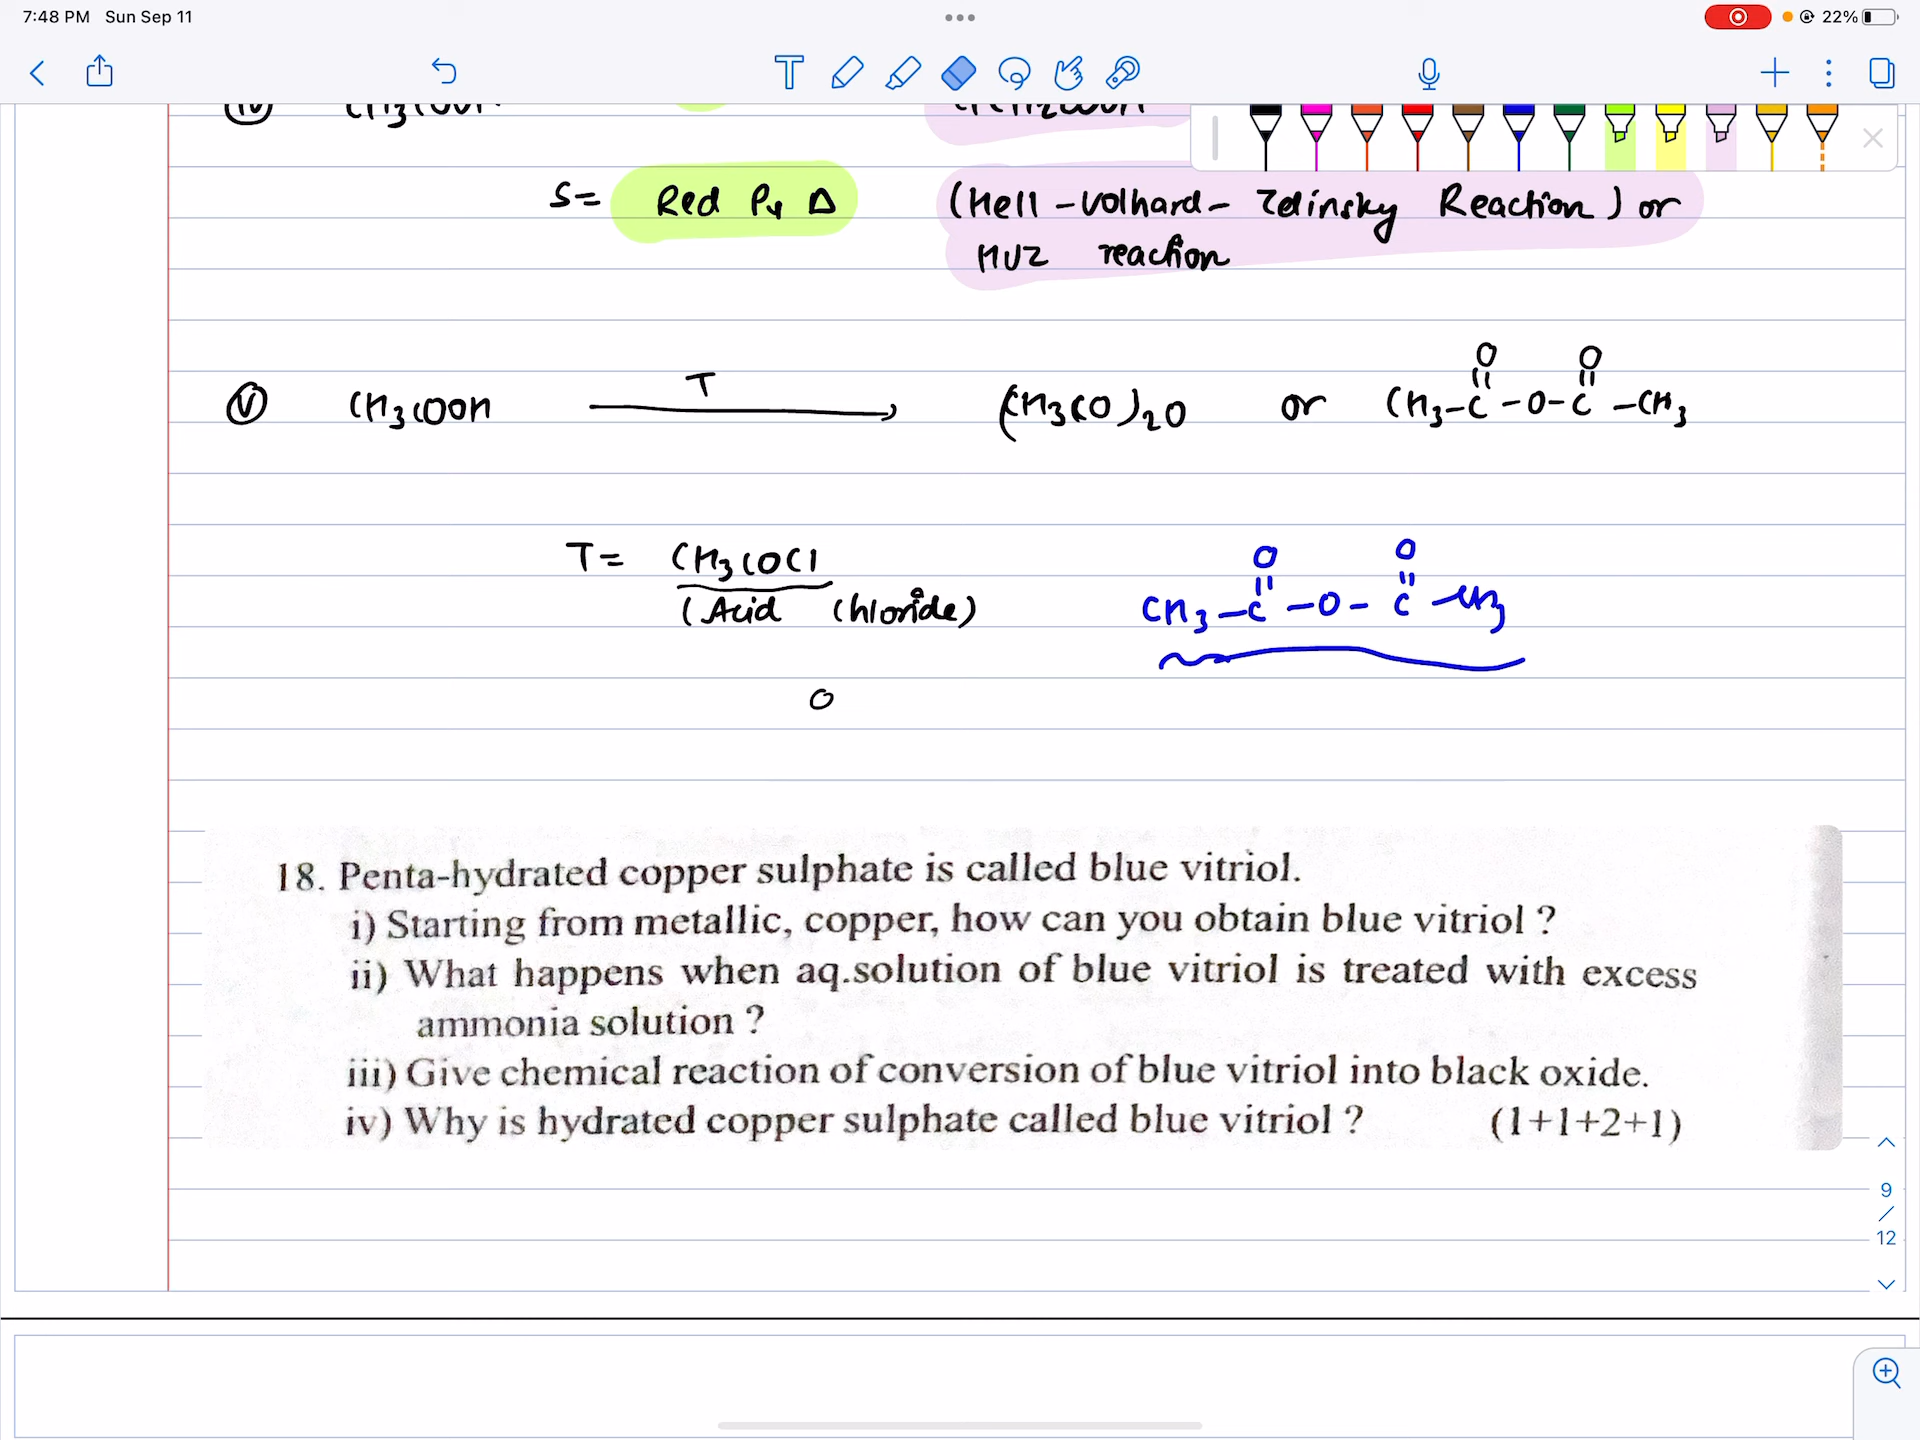 7:48 PM Sun Sep 11
22%
S= Red P₄ Δ (Hell-Volhard-Zelinsky Reaction) or
HVZ reaction
T
O O
(V) CH₃COOH → (CH₃CO)₂O or CH₃-C-O-C-CH₃
O O
T= CH₃COCl
(Acid Chloride) CH₃-C-O-C-CH₃
O
18. Penta-hydrated copper sulphate is called blue vitriol.
i) Starting from metallic, copper, how can you obtain blue vitriol ?
ii) What happens when aq.solution of blue vitriol is treated with excess
ammonia solution ?
iii) Give chemical reaction of conversion of blue vitriol into black oxide.
iv) Why is hydrated copper sulphate called blue vitriol ? (1+1+2+1)
9
/
12